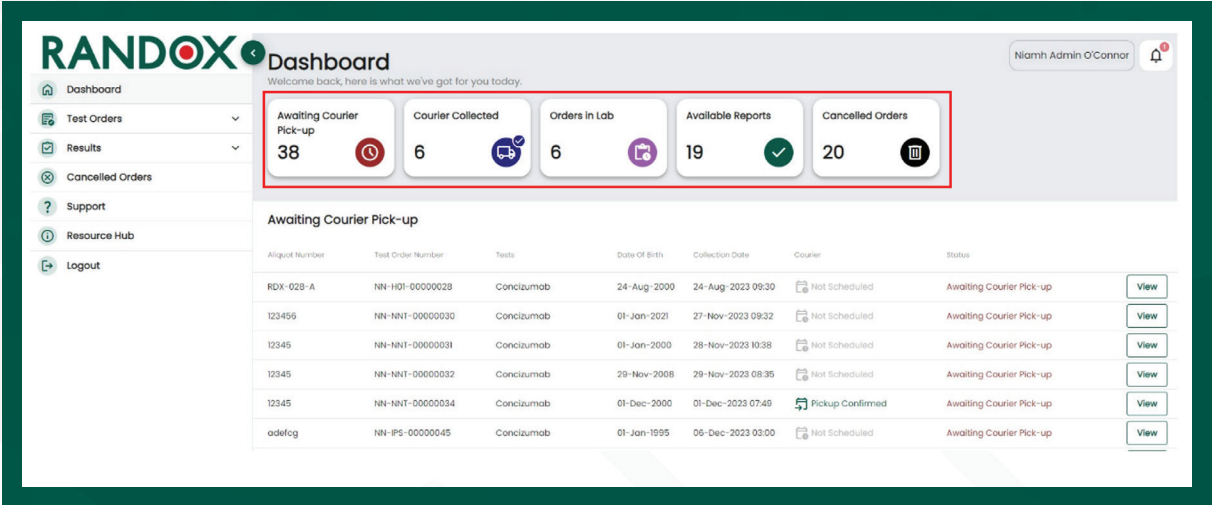 RANDOX
Dashboard
Test Orders
Results
Cancelled Orders
Support
Resource Hub
Logout
Dashboard
Welcome back, here is what we've got for you today.
Niamh Admin O'Connor
1
Awaiting Courier
Pick-up
38
Courier Collected
6
Orders in Lab
6
Available Reports
19
Cancelled Orders
20
Awaiting Courier Pick-up
Aliquot Number Test Order Number Tests Date Of Birth Collection Date Courier Status
RDX-028-A NN-H01-00000028 Concizumab 24-Aug-2000 24-Aug-2023 09:30 Not Scheduled Awaiting Courier Pick-up View
123456 NN-NNT-00000030 Concizumab 01-Jan-2021 27-Nov-2023 09:32 Not Scheduled Awaiting Courier Pick-up View
12345 NN-NNT-00000031 Concizumab 01-Jan-2000 28-Nov-2023 10:38 Not Scheduled Awaiting Courier Pick-up View
12345 NN-NNT-00000032 Concizumab 29-Nov-2008 29-Nov-2023 08:35 Not Scheduled Awaiting Courier Pick-up View
12345 NN-NNT-00000034 Concizumab 01-Dec-2000 01-Dec-2023 07:49 Pickup Confirmed Awaiting Courier Pick-up View
adefcg NN-IPS-00000045 Concizumab 01-Jan-1995 06-Dec-2023 03:00 Not Scheduled Awaiting Courier Pick-up View